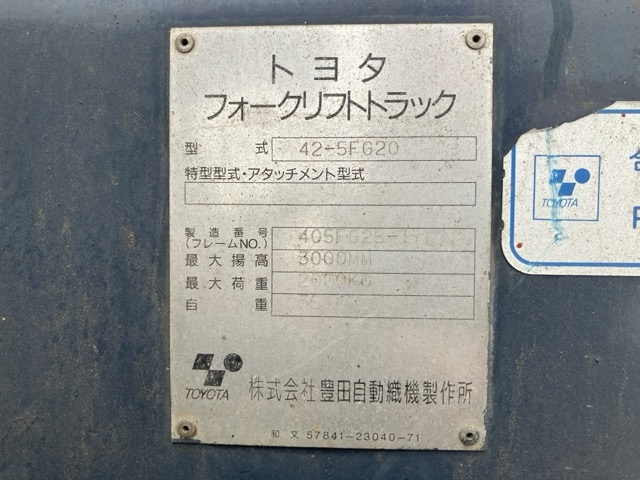 トヨタ
フォークリフトトラック
型式 42-5FG20
特型型式・アタッチメント型式
製造番号
(フレームNO.) 405FG25-
最大揚高 3000MM
最大荷重 2000KG
自重
TOYOTA 株式会社豊田自動織機製作所
和文 57841-23040-71
TOYOTA